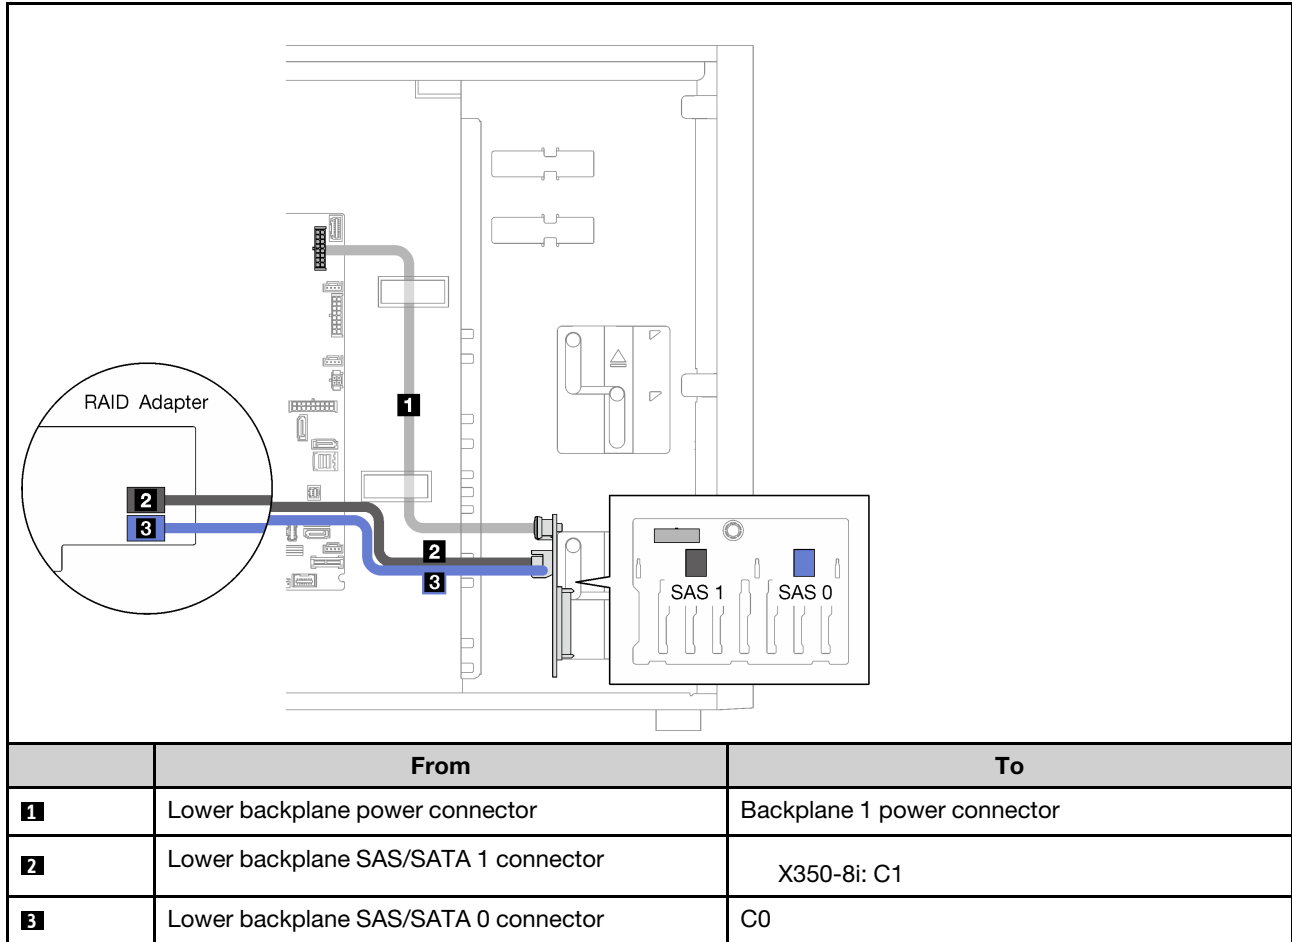 1
RAID Adapter
2
3
2
3
SAS 1
SAS 0
From
To
1
Lower backplane power connector
Backplane 1 power connector
2
Lower backplane SAS/SATA 1 connector
X350-8i: C1
3
Lower backplane SAS/SATA 0 connector
C0